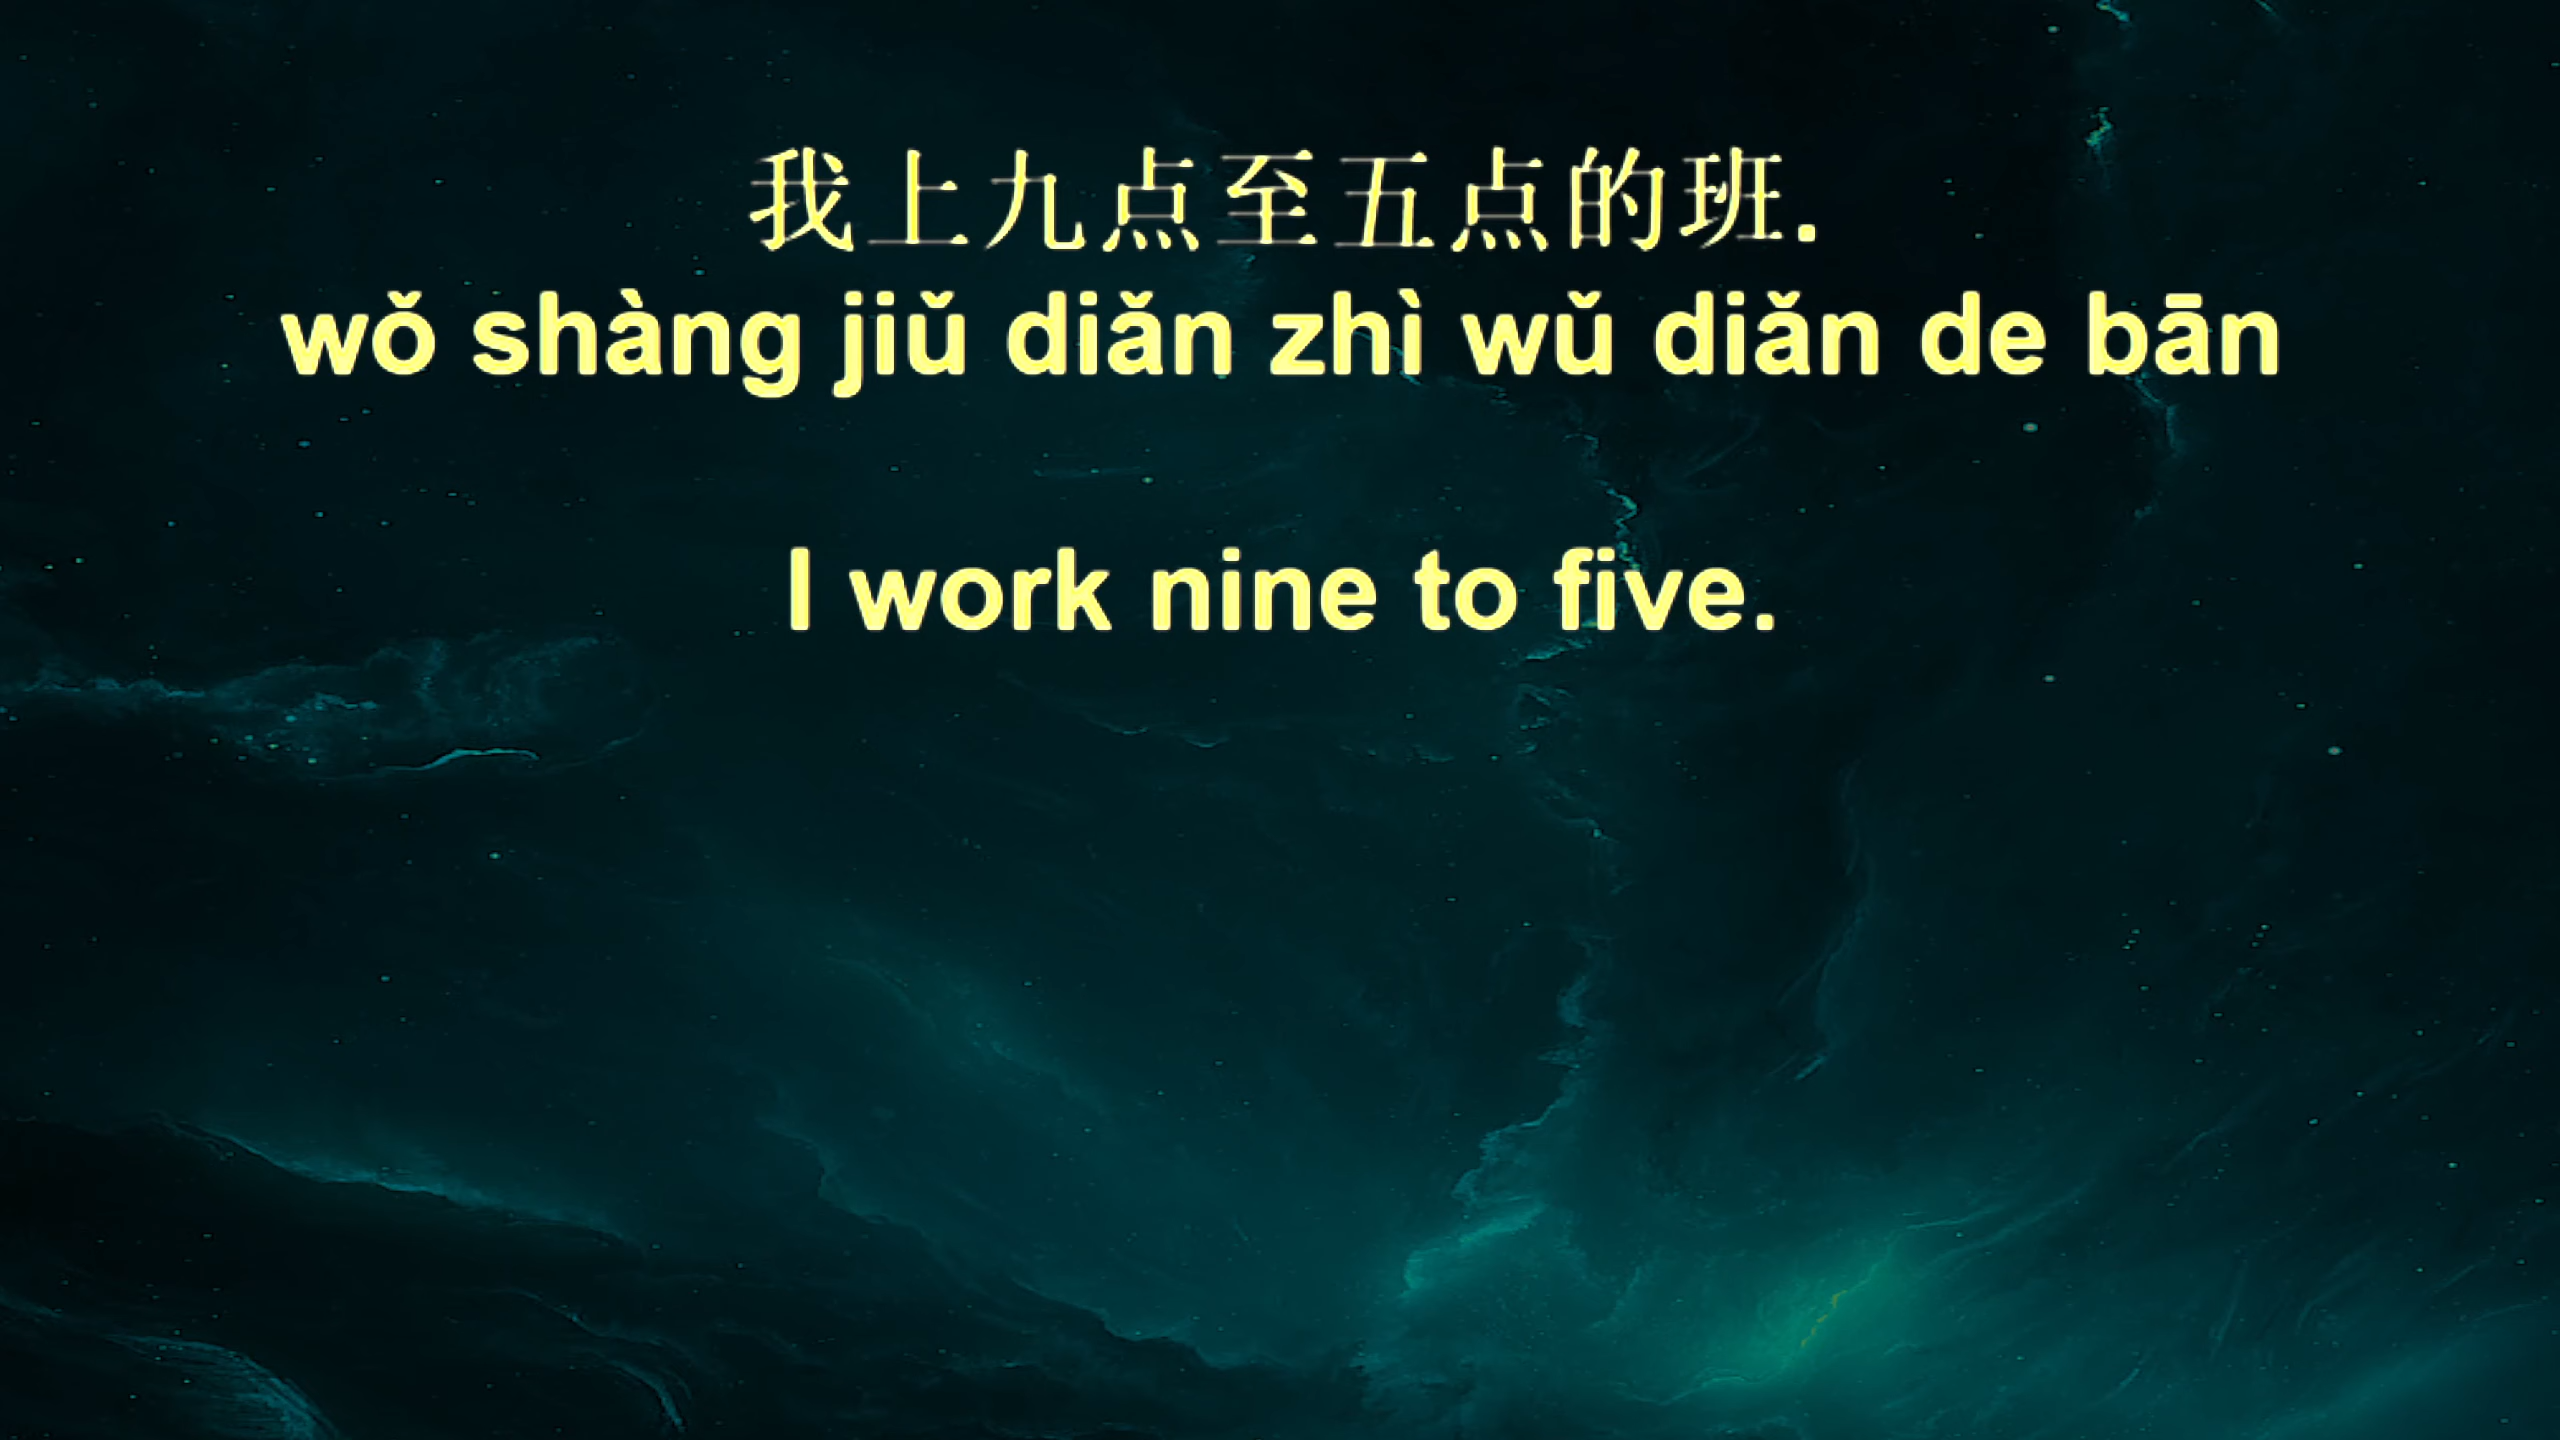 我上九点至五点的班.
wǒ shàng jiǔ diǎn zhì wǔ diǎn de bān
I work nine to five.